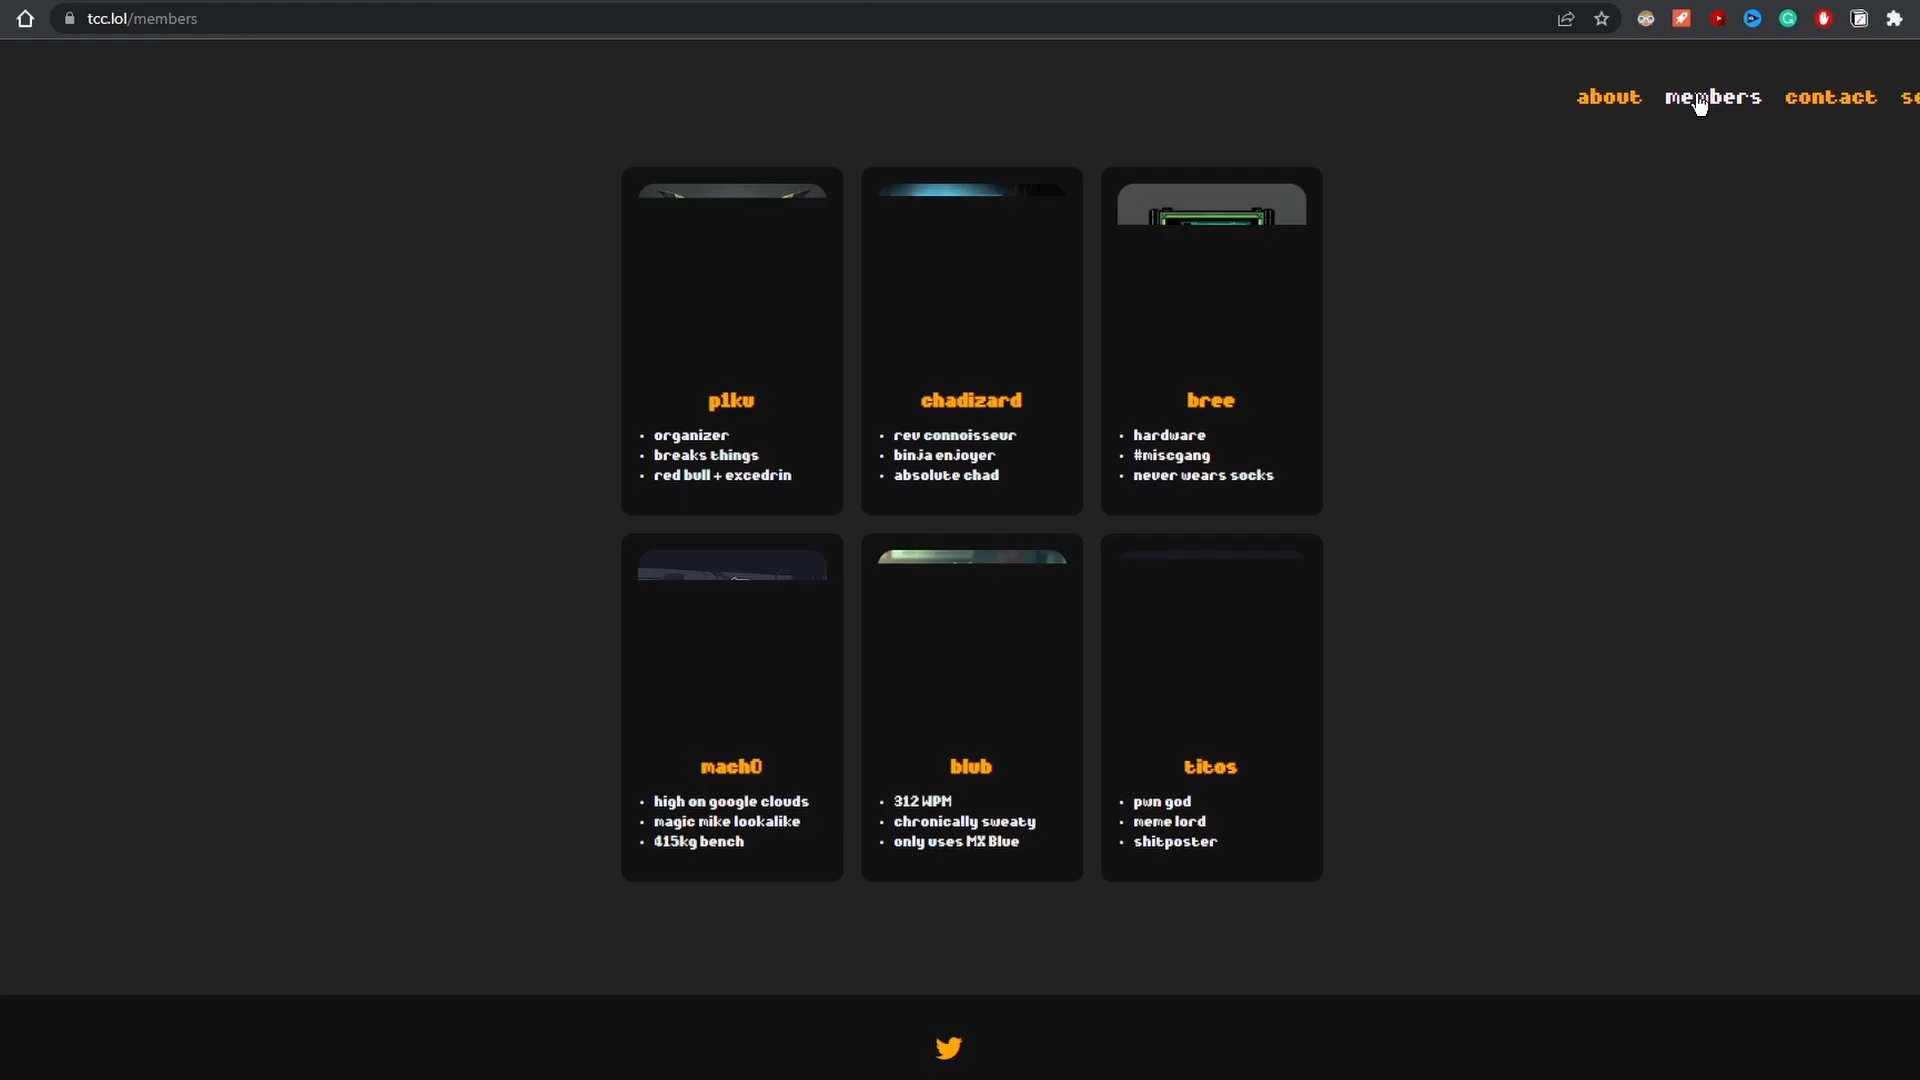 tcc.lol/members
about members contact
p1ku
• organizer
• breaks things
• red bull + excedrin
chadizard
• rev connoisseur
• binja enjoyer
• absolute chad
bree
• hardware
• #miscgang
• never wears socks
mach0
• high on google clouds
• magic mike lookalike
• 415kg bench
blub
• 312 WPM
• chronically sweaty
• only uses MX Blue
titos
• pwn god
• meme lord
• shitposter